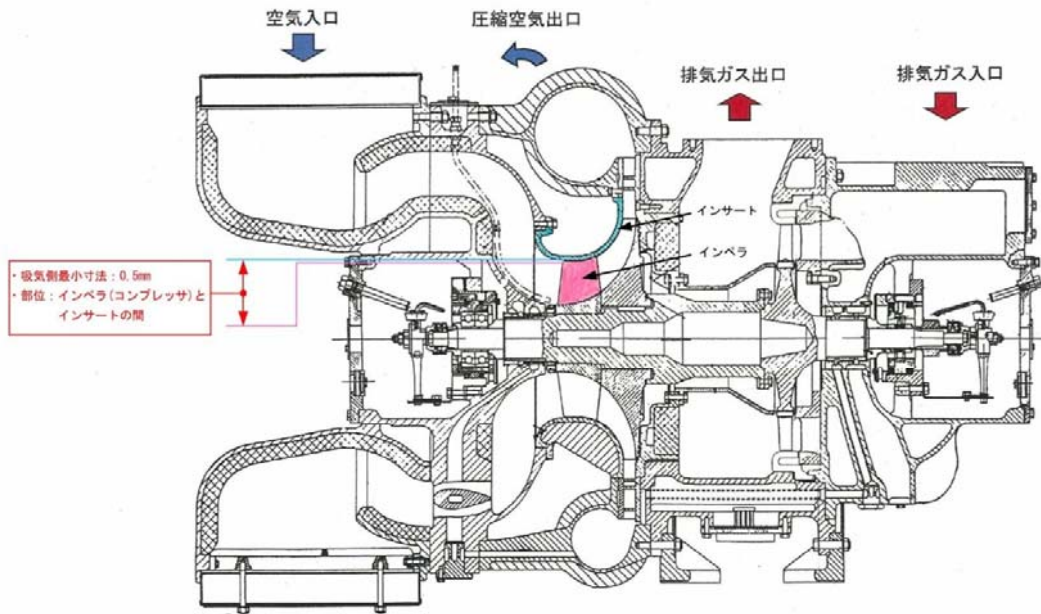 空気入口
圧縮空気出口
排気ガス出口
排気ガス入口
インサート
インペラ
・吸気側最小寸法：0.5mm
・部位：インペラ(コンプレッサ)と
インサートの間